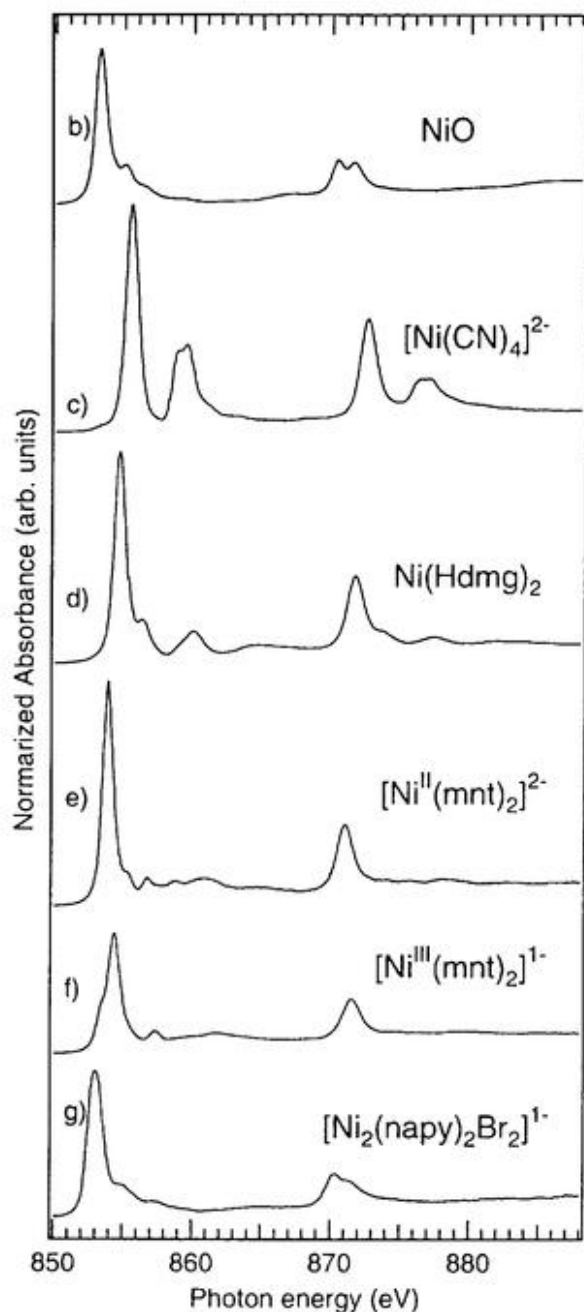 b)
NiO
[Ni(CN)₄]²⁻
c)
d)
Ni(Hdmg)₂
e)
[Niᴵᴵ(mnt)₂]²⁻
f)
[Niᴵᴵᴵ(mnt)₂]¹⁻
g)
[Ni₂(napy)₂Br₂]¹⁻
Normarized Absorbance (arb. units)
850 860 870 880
Photon energy (eV)